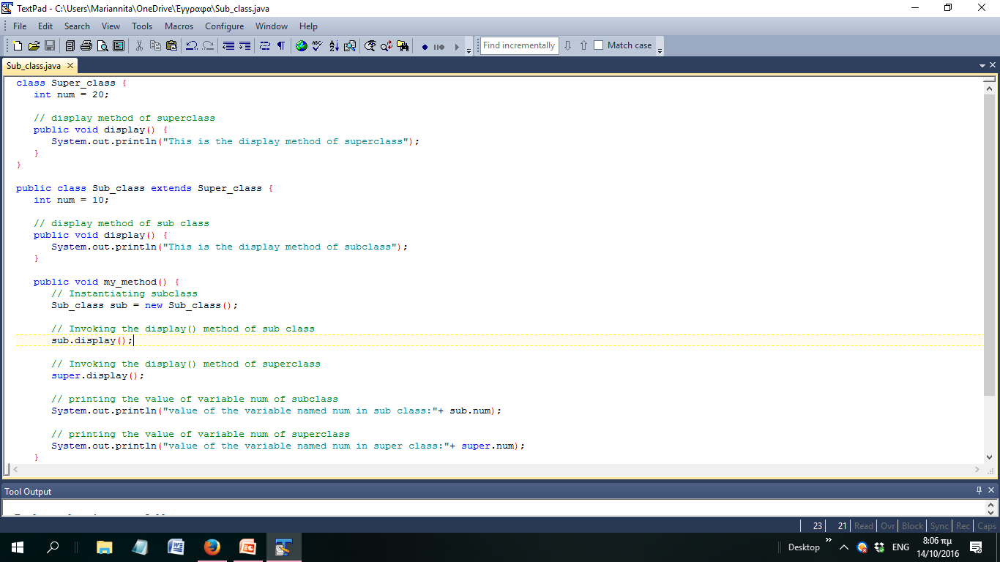 TextPad - C:\Users\Mariannita\OneDrive\Έγγραφα\Sub_class.java
File Edit Search View Tools Macros Configure Window Help
Find incrementally Match case
Sub_class.java
class Super_class {
int num = 20;
// display method of superclass
public void display() {
System.out.println("This is the display method of superclass");
}
}
public class Sub_class extends Super_class {
int num = 10;
// display method of sub class
public void display() {
System.out.println("This is the display method of subclass");
}
public void my_method() {
// Instantiating subclass
Sub_class sub = new Sub_class();
// Invoking the display() method of sub class
sub.display();
// Invoking the display() method of superclass
super.display();
// printing the value of variable num of subclass
System.out.println("value of the variable named num in sub class:"+ sub.num);
// printing the value of variable num of superclass
System.out.println("value of the variable named num in super class:"+ super.num);
}
Tool Output
23 21 Read Ovr Block Sync Rec Caps
Desktop ENG 8:06 πμ
14/10/2016